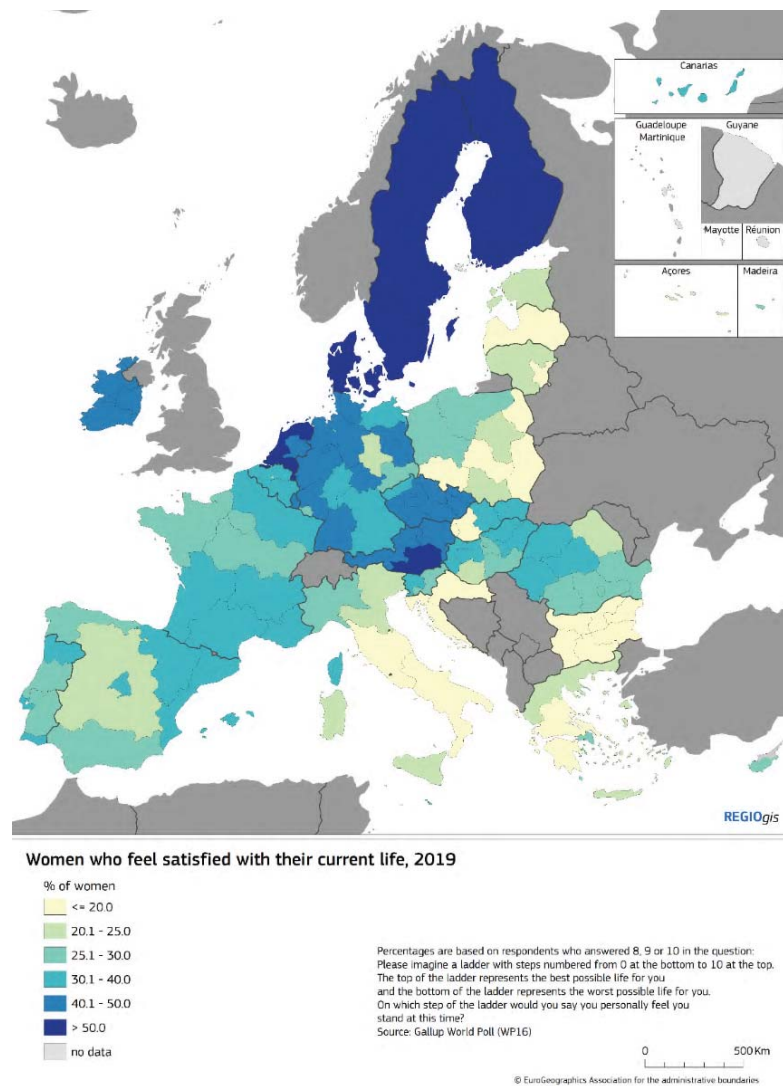 Canarias
Guadeloupe
Martinique
Guyane
Mayotte
Réunion
Açores
Madeira
REGIOgis
Women who feel satisfied with their current life, 2019
% of women
<= 20.0
20.1 - 25.0
25.1 - 30.0
30.1 - 40.0
40.1 - 50.0
> 50.0
no data
Percentages are based on respondents who answered 8, 9 or 10 in the question:
Please imagine a ladder with steps numbered from 0 at the bottom to 10 at the top.
The top of the ladder represents the best possible life for you
and the bottom of the ladder represents the worst possible life for you.
On which step of the ladder would you say you personally feel you
stand at this time?
Source: Gallup World Poll (WP16)
0 500 Km
© EuroGeographics Association for the administrative boundaries